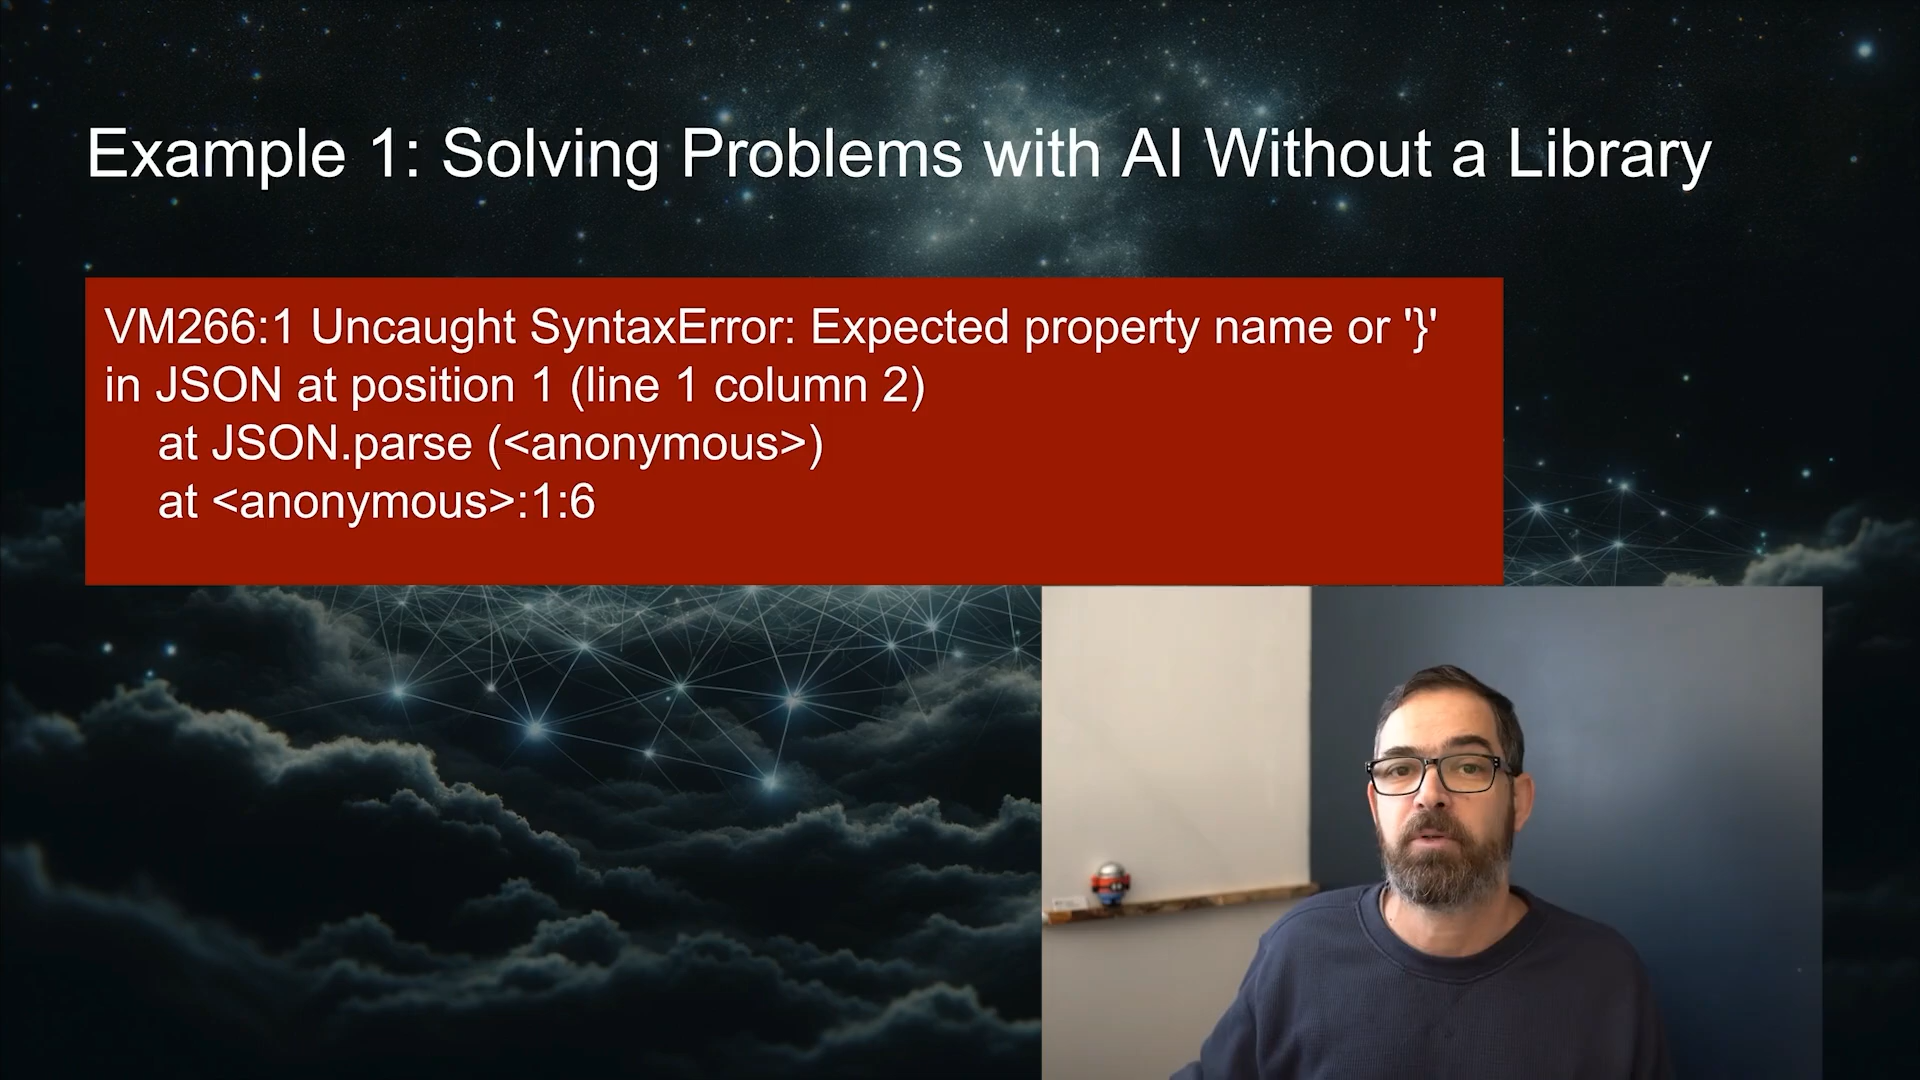 Example 1: Solving Problems with AI Without a Library
VM266:1 Uncaught SyntaxError: Expected property name or '}'
in JSON at position 1 (line 1 column 2)
at JSON.parse (<anonymous>)
at <anonymous>:1:6